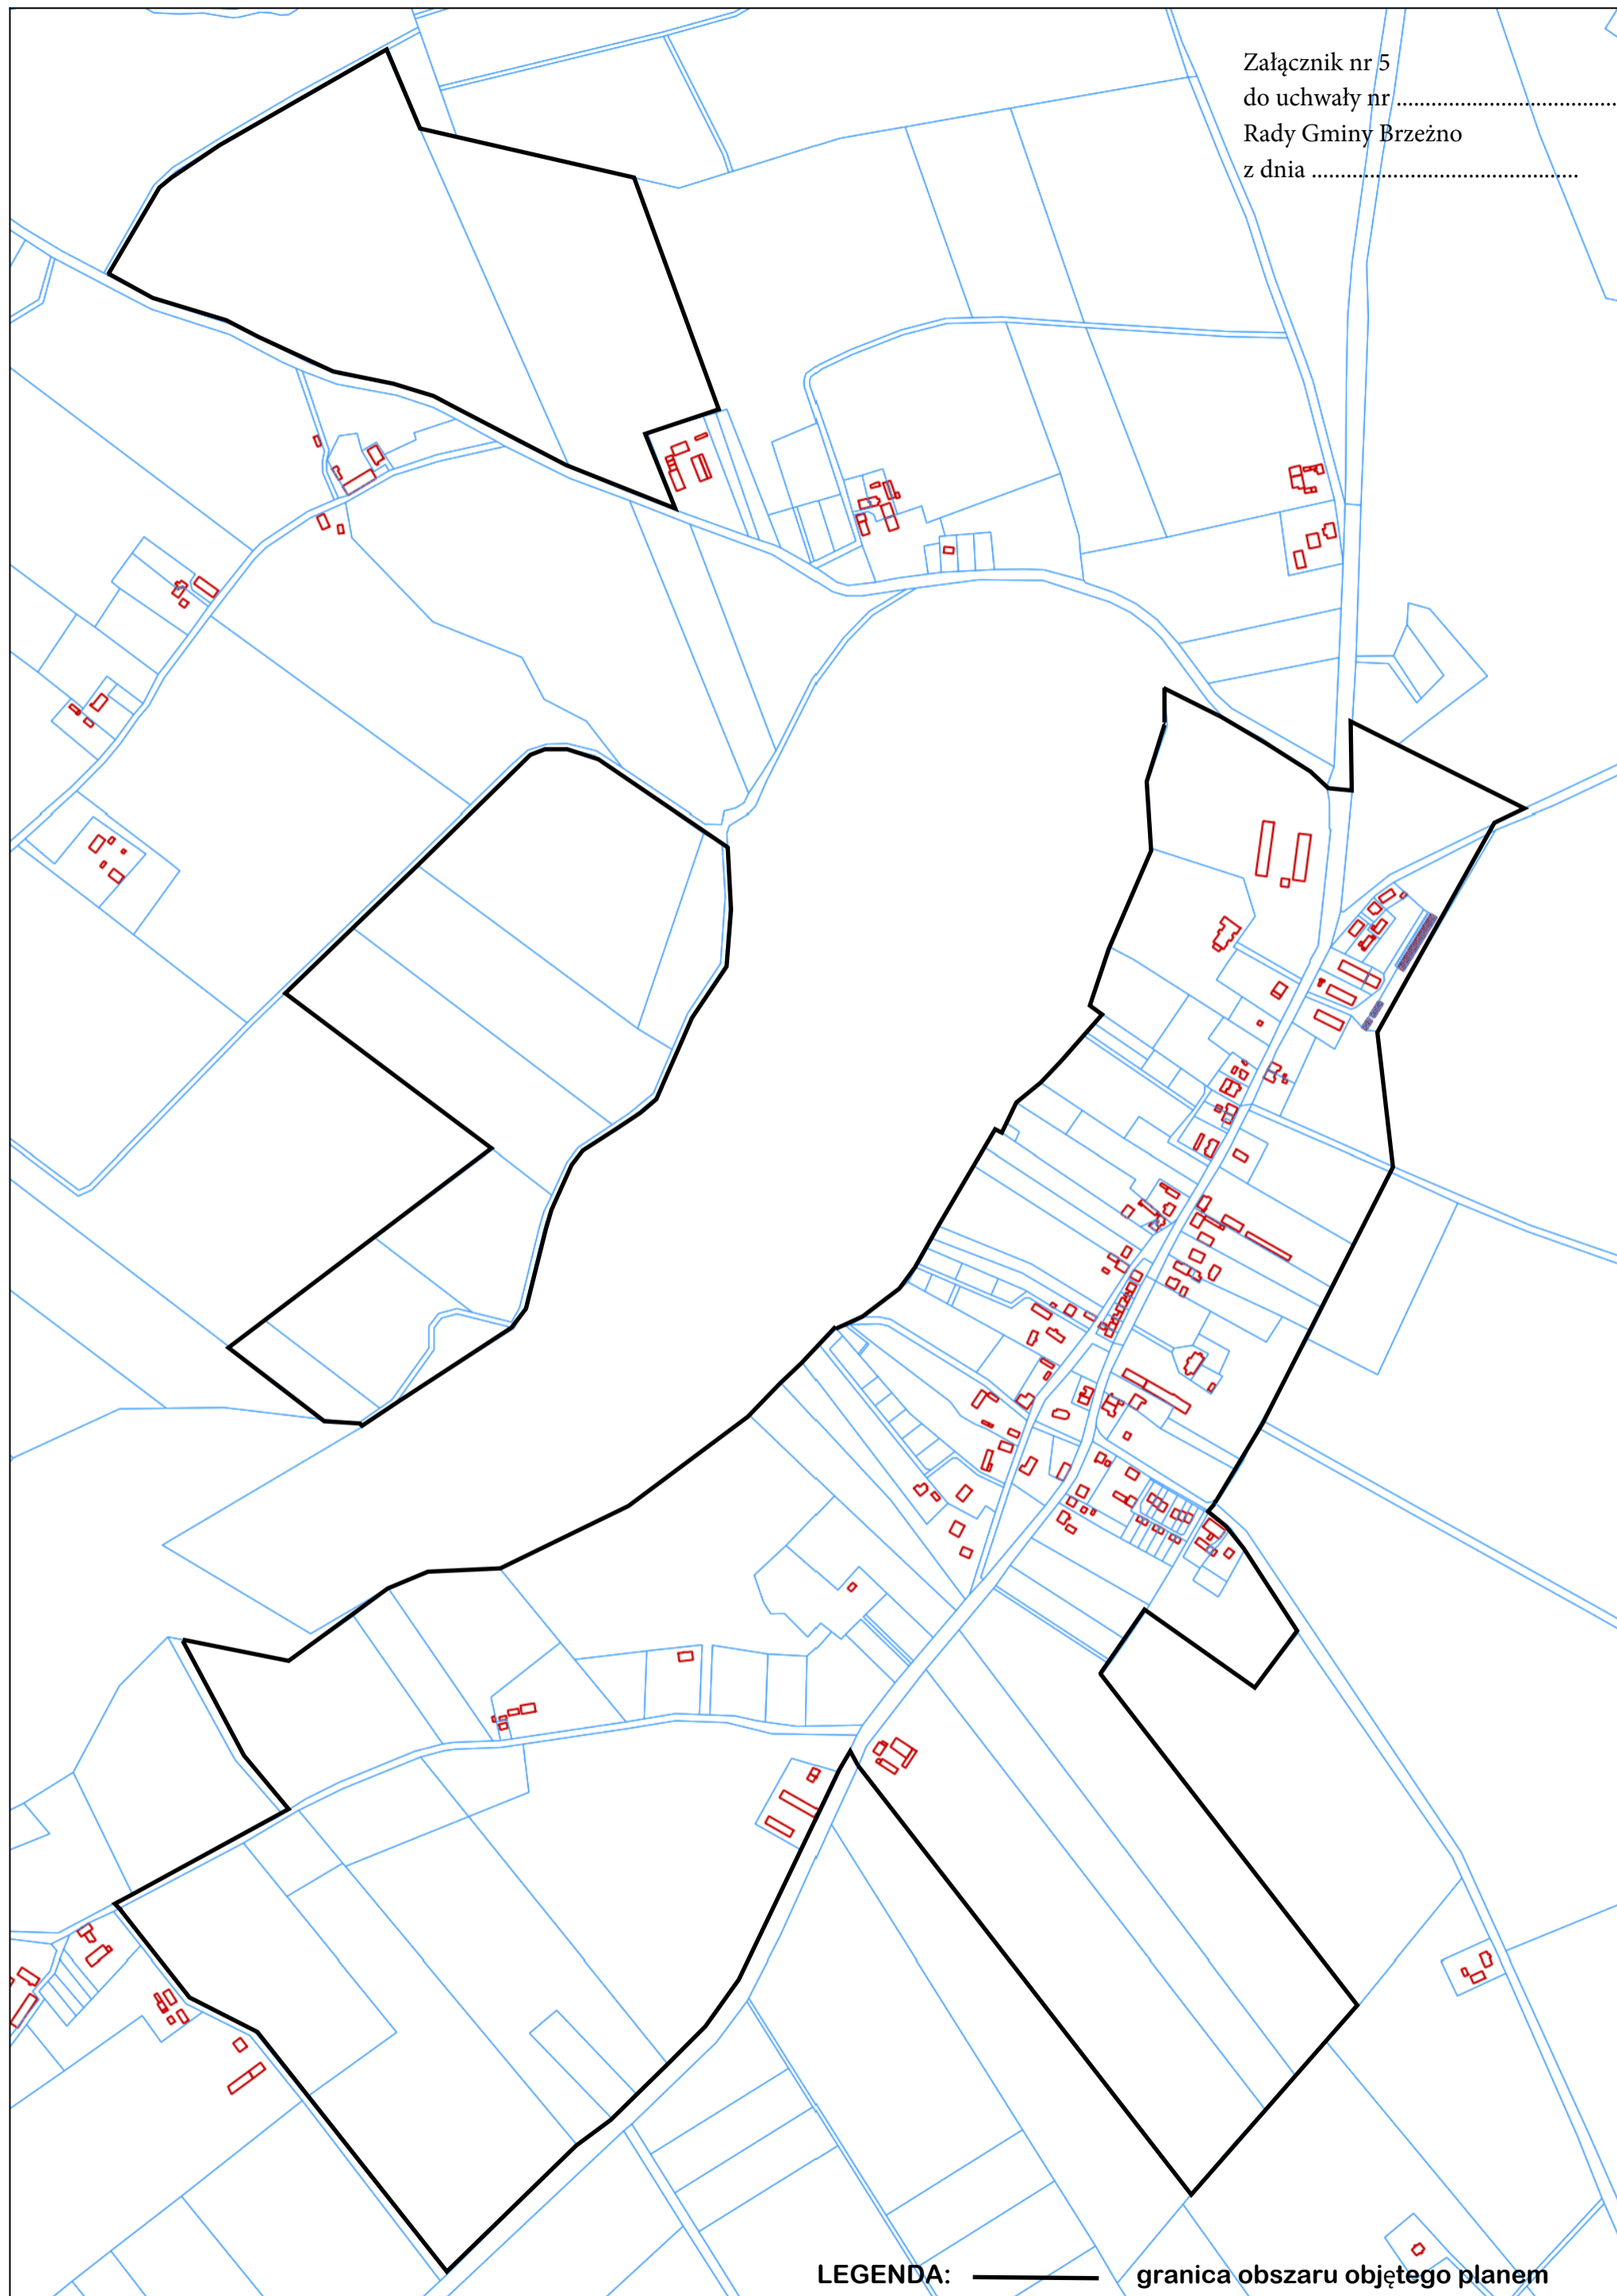 Załącznik nr 5
do uchwały nr ......................................
Rady Gminy Brzeżno
z dnia ..............................................
LEGENDA: granica obszaru objętego planem